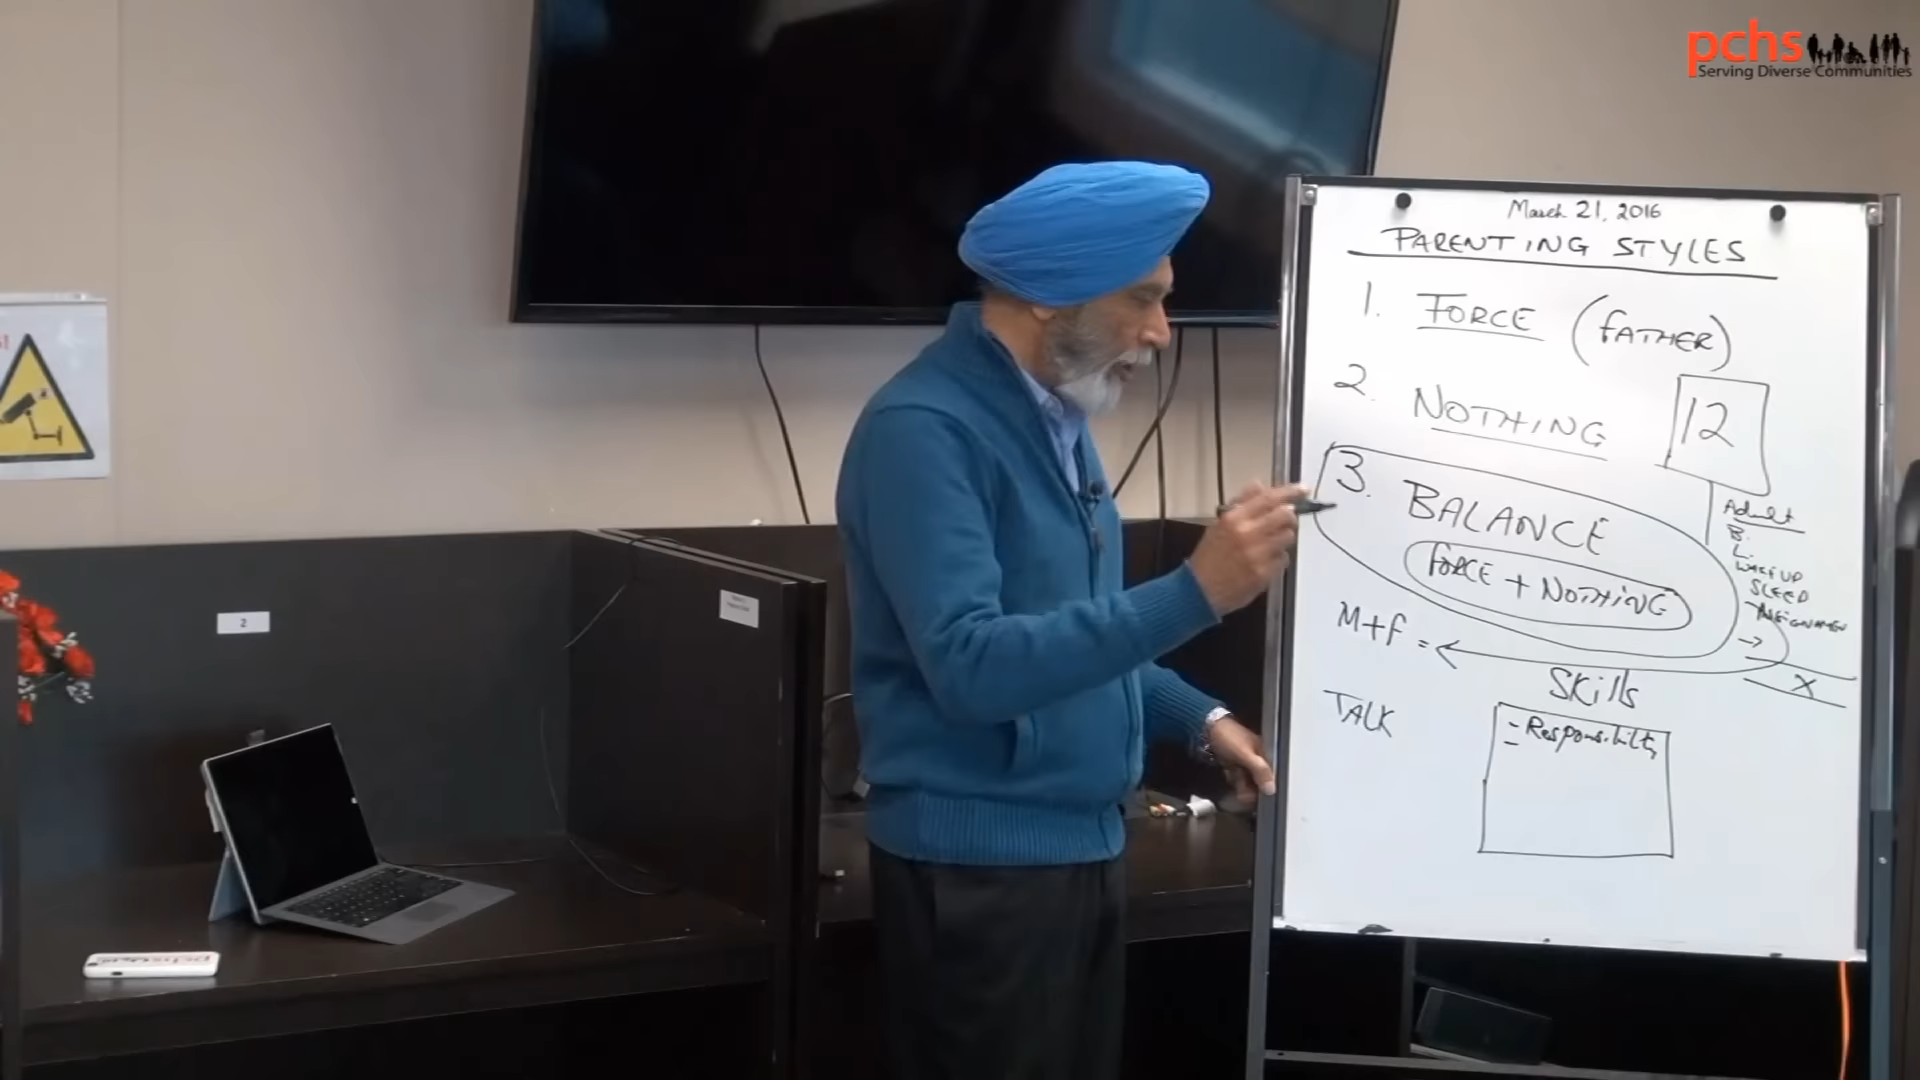 pchs
Serving Diverse Communities
March 21, 2016
PARENTING STYLES
1. FORCE (FATHER)
2. NOTHING
12
3. BALANCE
FORCE + NOTHING
Adult
B.
L.
WAKE UP
SLEEP
M+F =
Skills
X
TALK
- Responsibility
-
2